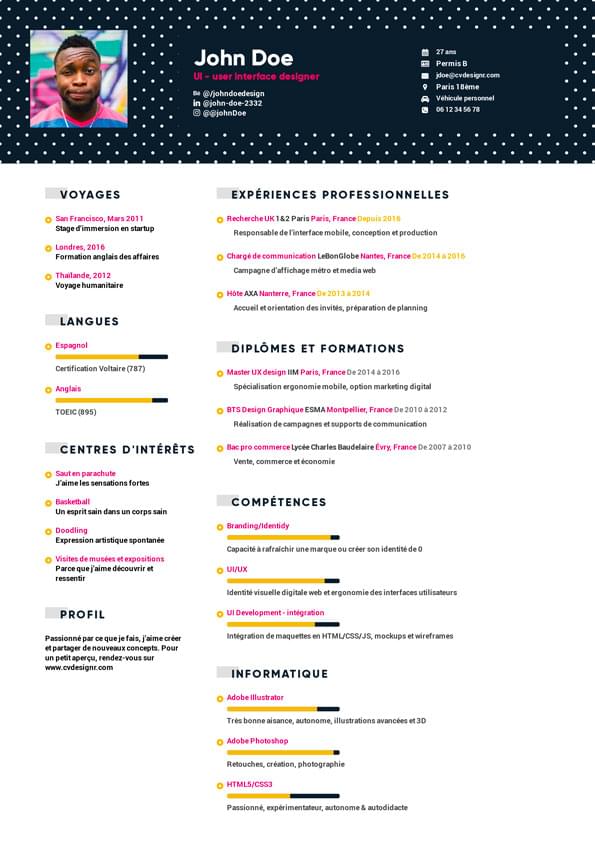 John Doe
UI - user interface designer
Bē @/johndoedesign
in @john-doe-2332
@@johnDoe
27 ans
Permis B
jdoe@cvdesignr.com
Paris 18ème
Véhicule personnel
06 12 34 56 78
VOYAGES
San Francisco, Mars 2011
Stage d'immersion en startup
Londres, 2016
Formation anglais des affaires
Thaïlande, 2012
Voyage humanitaire
LANGUES
Espagnol
Certification Voltaire (787)
Anglais
TOEIC (895)
CENTRES D'INTÉRÊTS
Saut en parachute
J'aime les sensations fortes
Basketball
Un esprit sain dans un corps sain
Doodling
Expression artistique spontanée
Visites de musées et expositions
Parce que j'aime découvrir et
ressentir
PROFIL
Passionné par ce que je fais, j'aime créer
et partager de nouveaux concepts. Pour
un petit aperçu, rendez-vous sur
www.cvdesignr.com
EXPÉRIENCES PROFESSIONNELLES
Recherche UK 1&2 Paris Paris, France Depuis 2016
Responsable de l'interface mobile, conception et production
Chargé de communication LeBonGlobe Nantes, France De 2014 à 2016
Campagne d'affichage métro et media web
Hôte AXA Nanterre, France De 2013 à 2014
Accueil et orientation des invités, préparation de planning
DIPLÔMES ET FORMATIONS
Master UX design IIM Paris, France De 2014 à 2016
Spécialisation ergonomie mobile, option marketing digital
BTS Design Graphique ESMA Montpellier, France De 2010 à 2012
Réalisation de campagnes et supports de communication
Bac pro commerce Lycée Charles Baudelaire Évry, France De 2007 à 2010
Vente, commerce et économie
COMPÉTENCES
Branding/Identidy
Capacité à rafraîchir une marque ou créer son identité de 0
UI/UX
Identité visuelle digitale web et ergonomie des interfaces utilisateurs
UI Development - intégration
Intégration de maquettes en HTML/CSS/JS, mockups et wireframes
INFORMATIQUE
Adobe Illustrator
Très bonne aisance, autonome, illustrations avancées et 3D
Adobe Photoshop
Retouches, création, photographie
HTML5/CSS3
Passionné, expérimentateur, autonome & autodidacte